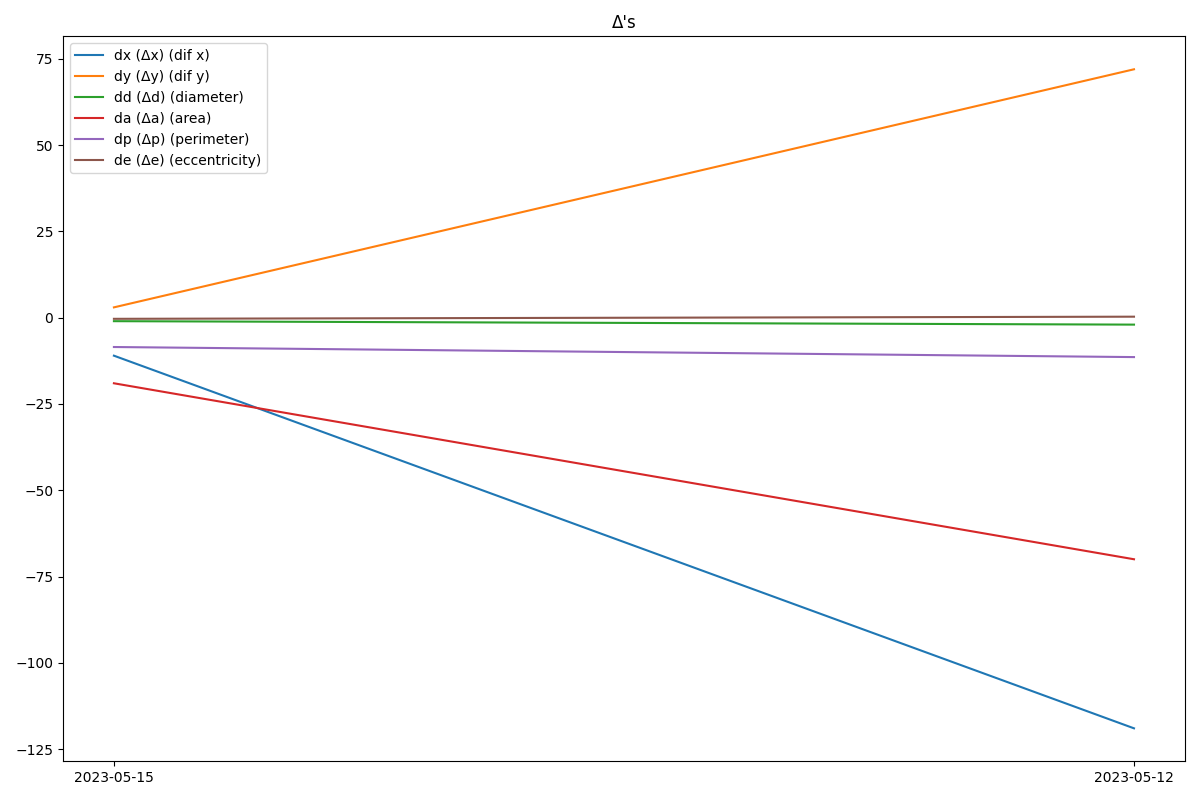 Δ's
dx (Δx) (dif x)
dy (Δy) (dif y)
dd (Δd) (diameter)
da (Δa) (area)
dp (Δp) (perimeter)
de (Δe) (eccentricity)
75
50
25
0
−25
−50
−75
−100
−125
2023-05-15
2023-05-12